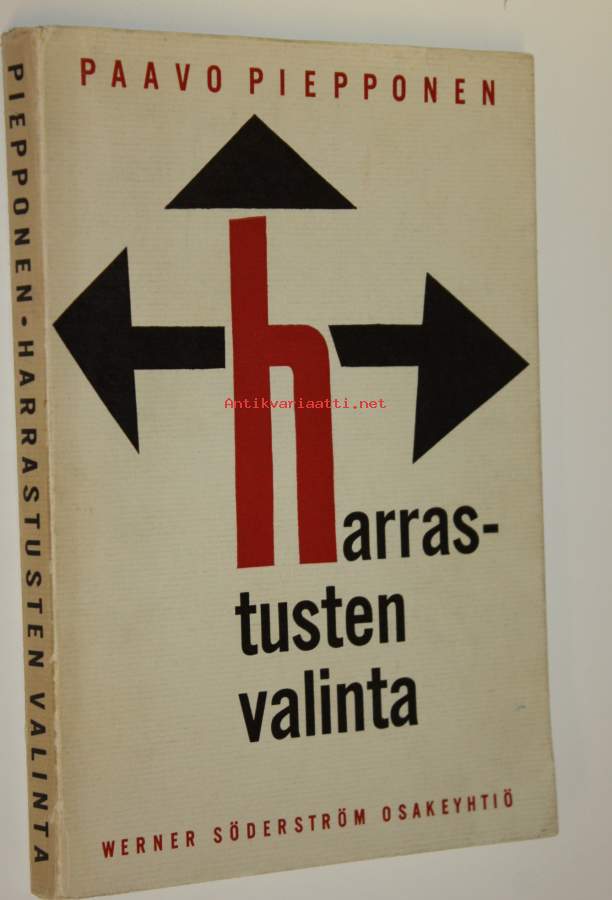 PAAVO PIEPPONEN
harras-
tusten
valinta
WERNER SÖDERSTRÖM OSAKEYHTIÖ
PIEPPONEN • HARRASTUSTEN VALINTA
Antikvariaatti.net